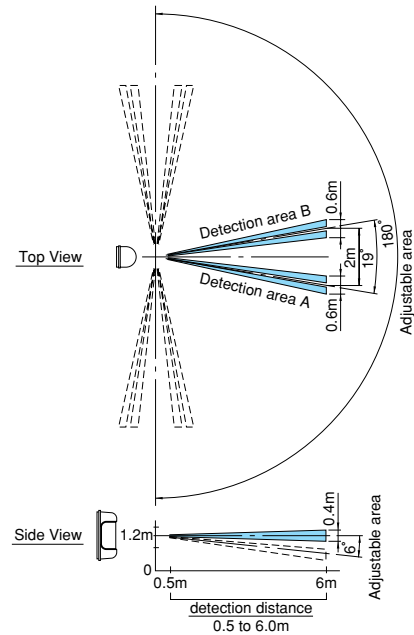 Top View
Detection area B
Detection area A
0.6m
2m
19°
180°
0.6m
Adjustable area
Side View
1.2m
0
0.5m
6m
0.4m
6°
Adjustable area
detection distance
0.5 to 6.0m